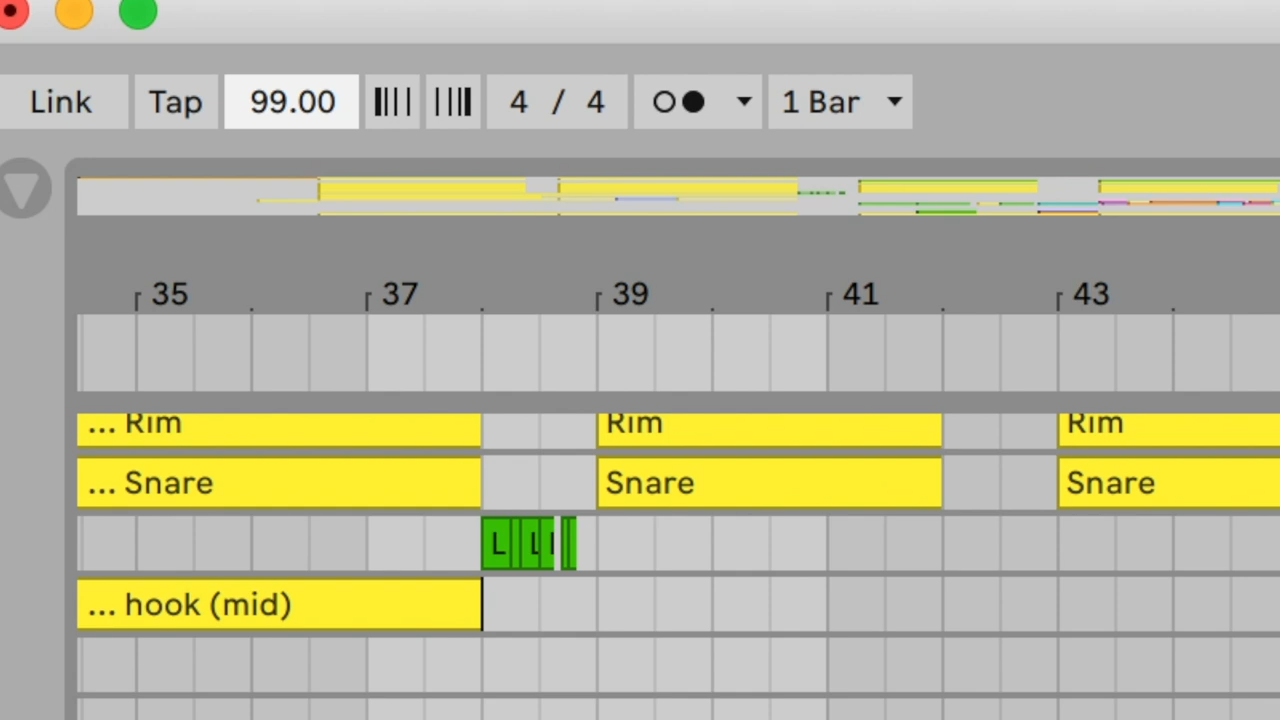 Link Tap 99.00 4 / 4 1 Bar
35 37 39 41 43
... Rim Rim Rim
... Snare Snare Snare
L L
... hook (mid)